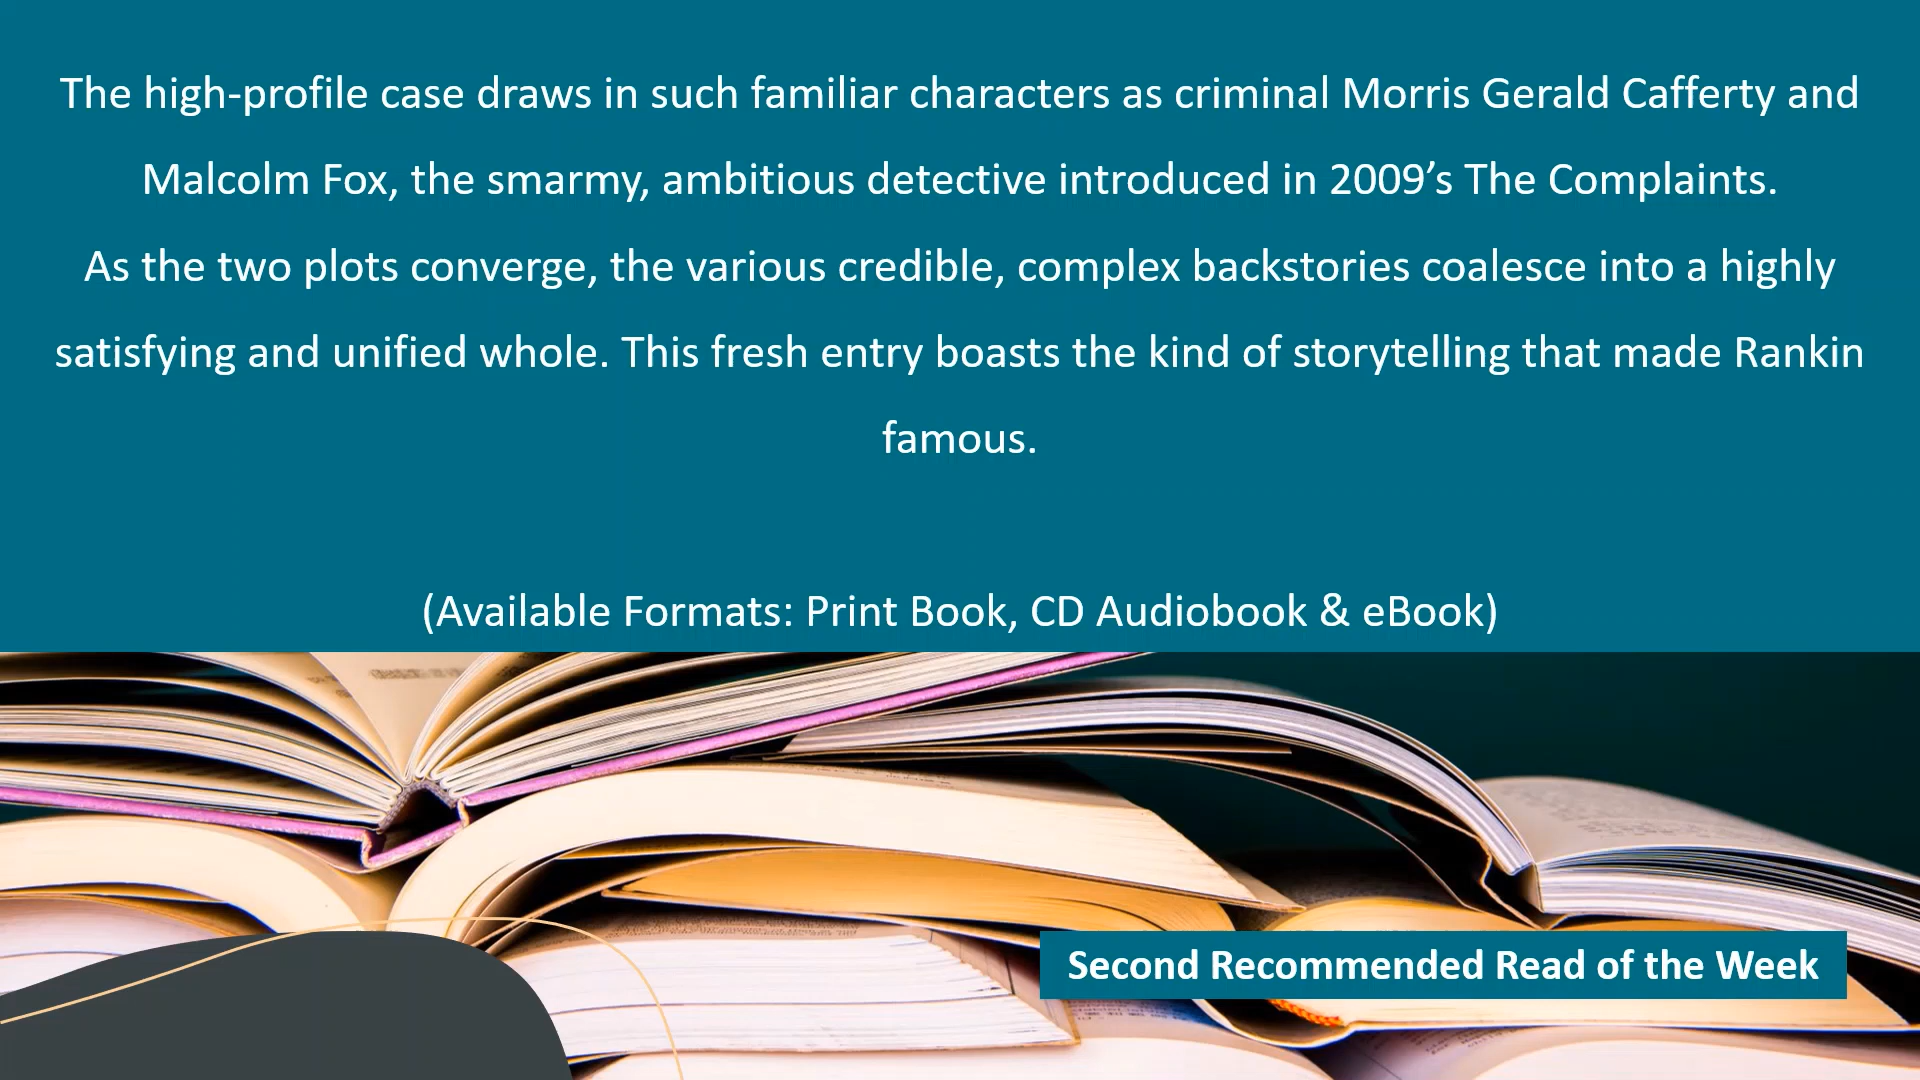 The high-profile case draws in such familiar characters as criminal Morris Gerald Cafferty and
Malcolm Fox, the smarmy, ambitious detective introduced in 2009’s The Complaints.
As the two plots converge, the various credible, complex backstories coalesce into a highly
satisfying and unified whole. This fresh entry boasts the kind of storytelling that made Rankin
famous.
(Available Formats: Print Book, CD Audiobook & eBook)
Second Recommended Read of the Week